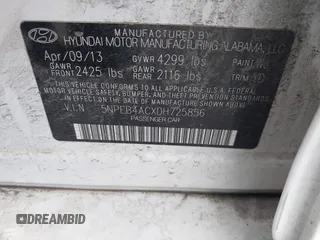 MANUFACTURED BY
HYUNDAI MOTOR MANUFACTURING ALABAMA, LLC
Apr/09/13 GVWR 4299 lbs PAINT
GAWR FRONT 2425 lbs GAWR REAR 2116 lbs TRIM
THIS VEHICLE CONFORMS TO ALL APPLICABLE U.S. FEDERAL
MOTOR VEHICLE SAFETY, BUMPER, AND THEFT PREVENTION
STANDARDS IN EFFECT ON THE DATE OF MANUFACTURE SHOWN ABOVE.
V.I.N 5NPEB4ACXDH725856
PASSENGER CAR